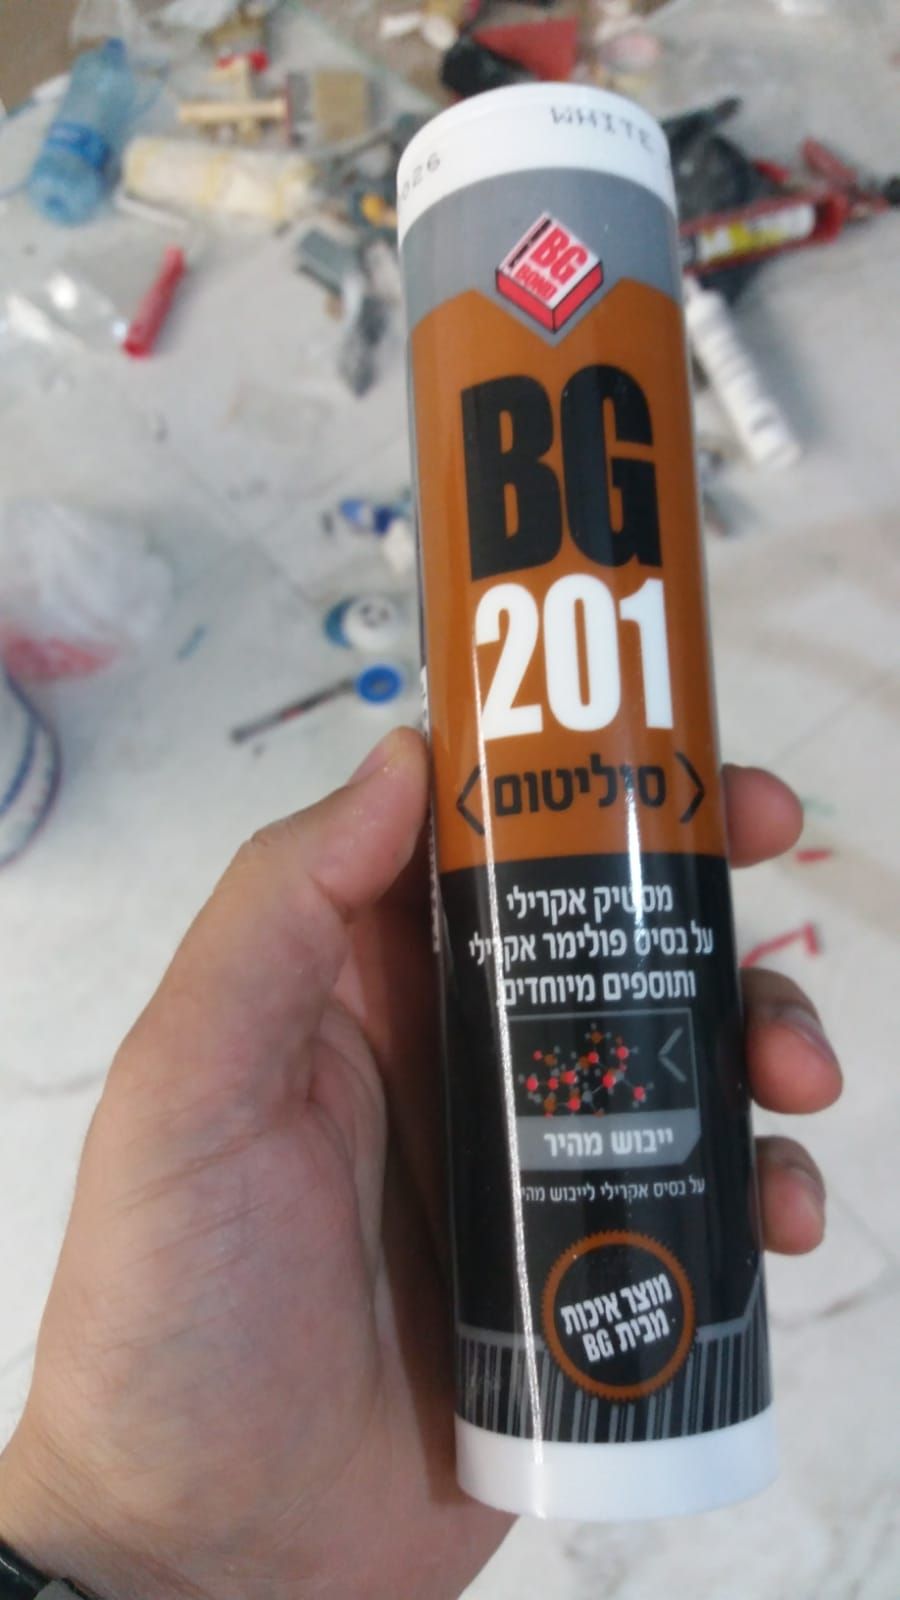 026 WHITE
BG
BOND
BG
201
סיליטום
מסטיק אקרילי
על בסיס פולימר אקרילי
ותוספים מיוחדים
ייבוש מהיר
על בסיס אקרילי לייבוש מהיר
מוצר איכות
מבית BG